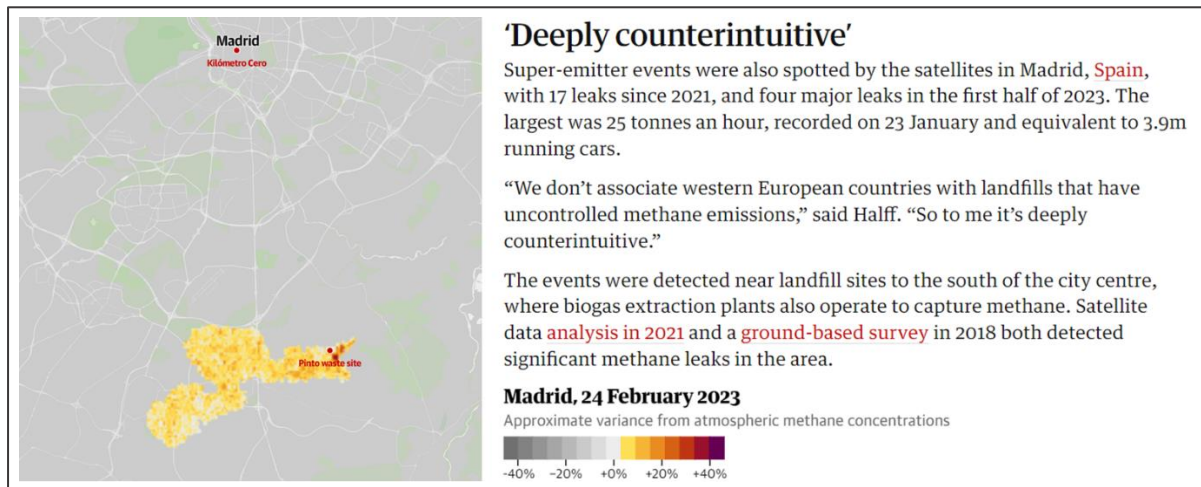 Madrid
Kilómetro Cero
Pinto waste site
‘Deeply counterintuitive’
Super-emitter events were also spotted by the satellites in Madrid, Spain,
with 17 leaks since 2021, and four major leaks in the first half of 2023. The
largest was 25 tonnes an hour, recorded on 23 January and equivalent to 3.9m
running cars.
“We don’t associate western European countries with landfills that have
uncontrolled methane emissions,” said Halff. “So to me it’s deeply
counterintuitive.”
The events were detected near landfill sites to the south of the city centre,
where biogas extraction plants also operate to capture methane. Satellite
data analysis in 2021 and a ground-based survey in 2018 both detected
significant methane leaks in the area.
Madrid, 24 February 2023
Approximate variance from atmospheric methane concentrations
-40% -20% +0% +20% +40%